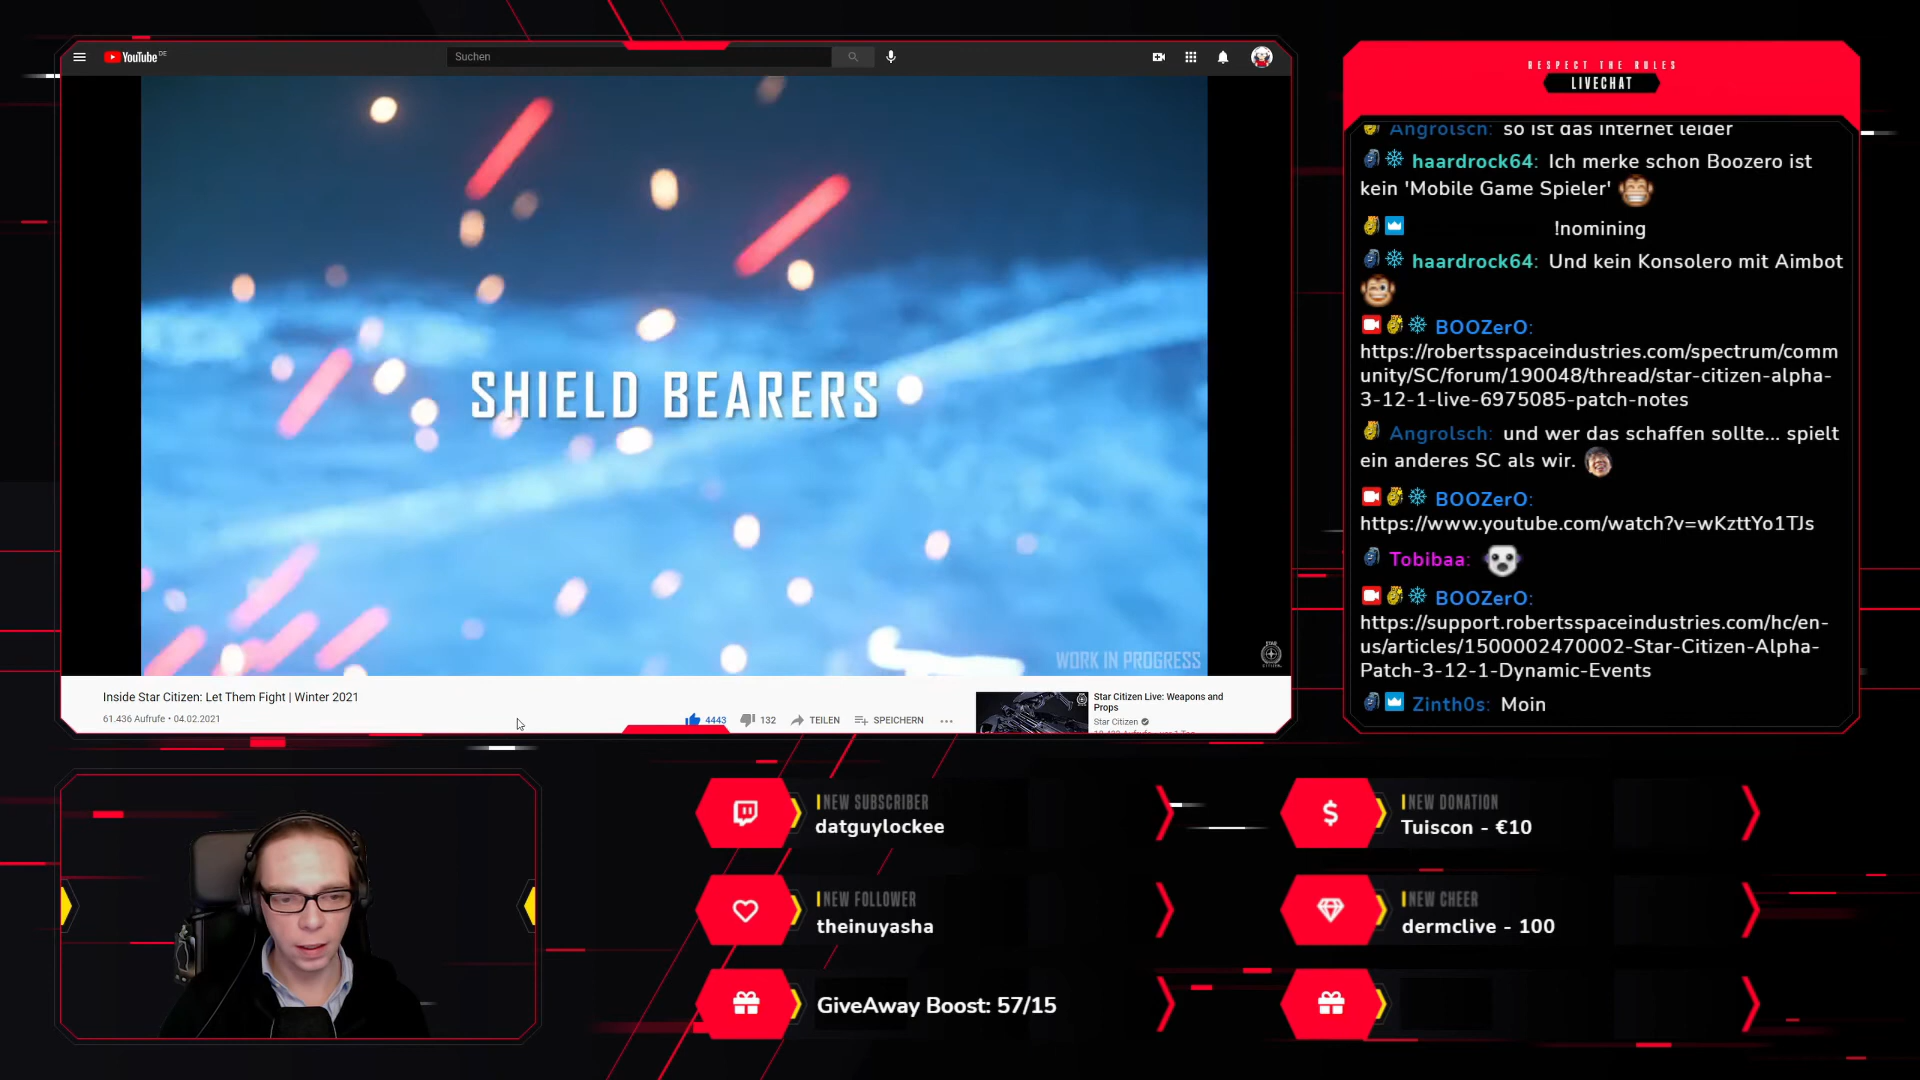 YouTube DE
Suchen
SHIELD BEARERS
WORK IN PROGRESS
Inside Star Citizen: Let Them Fight | Winter 2021
61.436 Aufrufe • 04.02.2021
4443
132
TEILEN
SPEICHERN
Star Citizen Live: Weapons and
Props
Star Citizen
RESPECT THE RULES
LIVECHAT
Angrolsch: so ist das internet leider
haardrock64: Ich merke schon Boozero ist
kein 'Mobile Game Spieler'
!nomining
haardrock64: Und kein Konsolero mit Aimbot
BOOZerO:
https://robertsspaceindustries.com/spectrum/comm
unity/SC/forum/190048/thread/star-citizen-alpha-
3-12-1-live-6975085-patch-notes
Angrolsch: und wer das schaffen sollte... spielt
ein anderes SC als wir.
BOOZerO:
https://www.youtube.com/watch?v=wKzttYo1TJs
Tobibaa:
BOOZerO:
https://support.robertsspaceindustries.com/hc/en-
us/articles/1500002470002-Star-Citizen-Alpha-
Patch-3-12-1-Dynamic-Events
Zinth0s: Moin
NEW SUBSCRIBER
datguylockee
NEW DONATION
Tuiscon - €10
NEW FOLLOWER
theinuyasha
NEW CHEER
dermclive - 100
GiveAway Boost: 57/15